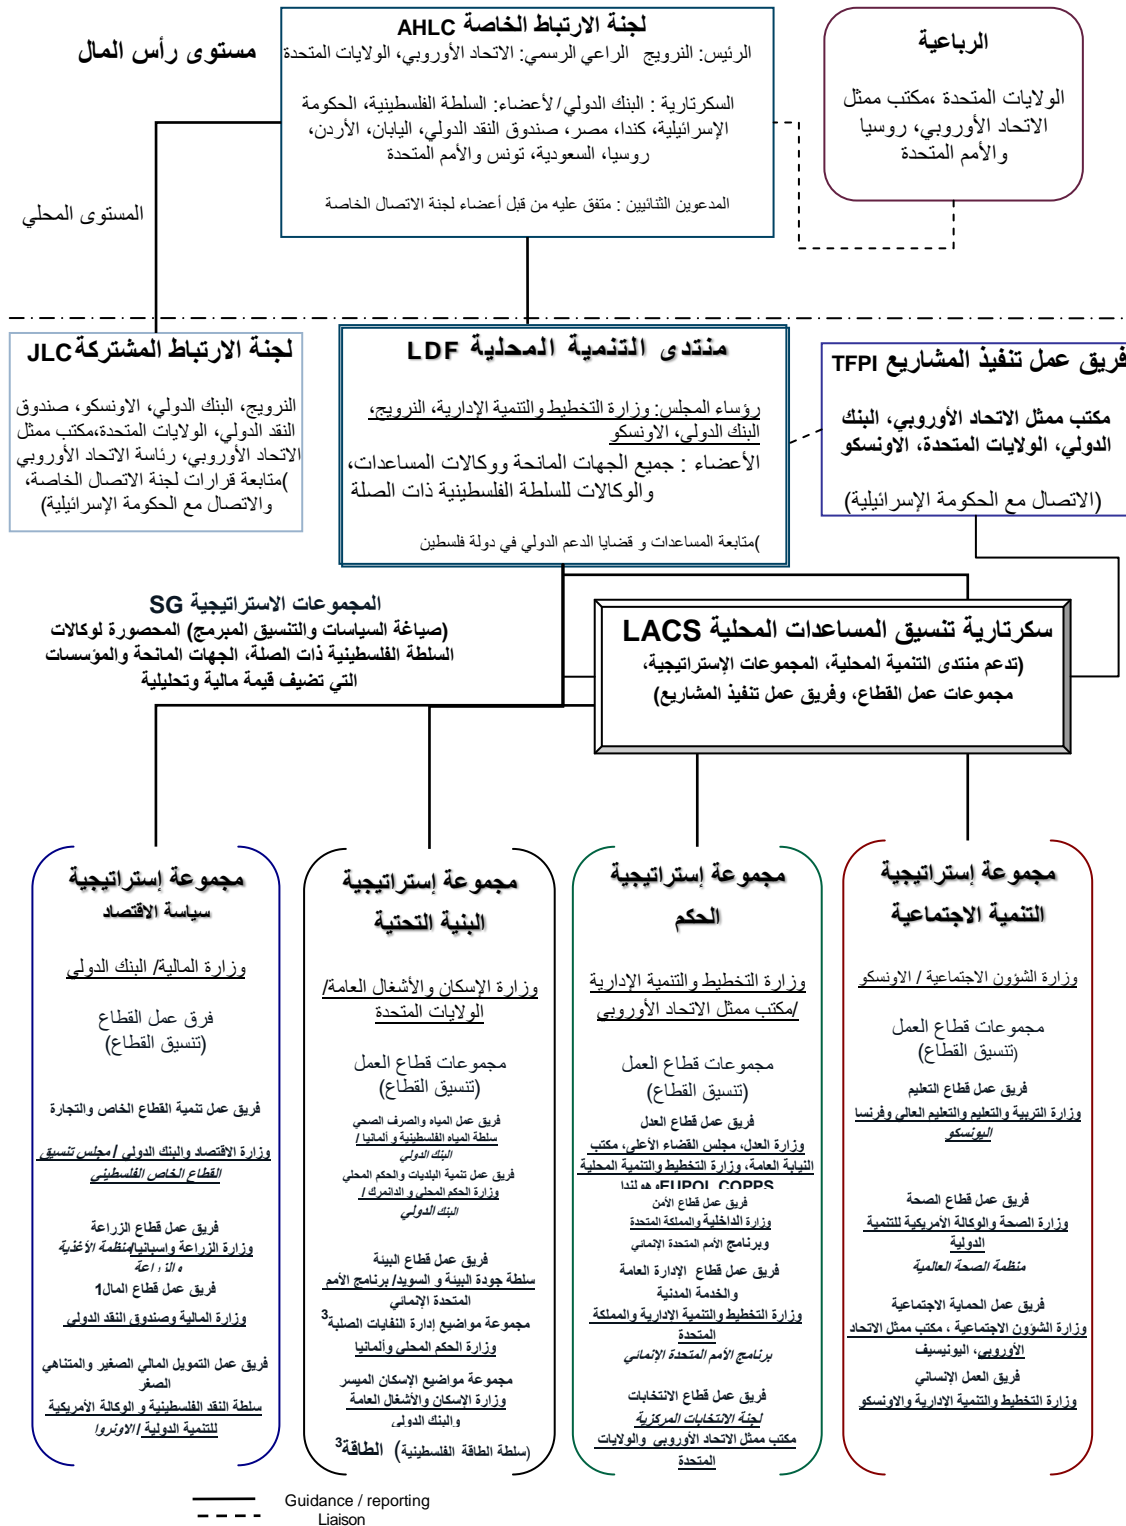 مستوى رأس المال
لجنة الارتباط الخاصة AHLC
الرئيس: النرويج الراعي الرسمي: الاتحاد الأوروبي، الولايات المتحدة
السكرتارية : البنك الدولي/لأعضاء: السلطة الفلسطينية، الحكومة
الإسرائيلية، كندا، مصر، صندوق النقد الدولي، اليابان، الأردن،
روسيا، السعودية، تونس والأمم المتحدة
المدعوين الثنائيين : متفق عليه من قبل أعضاء لجنة الاتصال الخاصة
الرباعية
الولايات المتحدة ،مكتب ممثل
الاتحاد الأوروبي، روسيا
والأمم المتحدة
المستوى المحلي
فريق عمل تنفيذ المشاريع TFPI
مكتب ممثل الاتحاد الأوروبي، البنك
الدولي، الولايات المتحدة، الاونسكو
(الاتصال مع الحكومة الإسرائيلية)
منتدى التنمية المحلية LDF
رؤساء المجلس: وزارة التخطيط والتنمية الإدارية، النرويج،
البنك الدولي، الاونسكو
الأعضاء : جميع الجهات المانحة ووكالات المساعدات،
والوكالات للسلطة الفلسطينية ذات الصلة
)متابعة المساعدات و قضايا الدعم الدولي في دولة فلسطين
لجنة الارتباط المشتركة JLC
النرويج، البنك الدولي، الاونسكو، صندوق
النقد الدولي، الولايات المتحدة،مكتب ممثل
الاتحاد الأوروبي، رئاسة الاتحاد الأوروبي
)متابعة قرارات لجنة الاتصال الخاصة،
والاتصال مع الحكومة الإسرائيلية)
المجموعات الاستراتيجية SG
(صياغة السياسات والتنسيق المبرمج) المحصورة لوكالات
السلطة الفلسطينية ذات الصلة، الجهات المانحة والمؤسسات
التي تضيف قيمة مالية وتحليلية
سكرتارية تنسيق المساعدات المحلية LACS
(تدعم منتدى التنمية المحلية، المجموعات الإستراتيجية،
مجموعات عمل القطاع، وفريق عمل تنفيذ المشاريع)
مجموعة إستراتيجية
التنمية الاجتماعية
وزارة الشؤون الاجتماعية / الاونسكو
مجموعات قطاع العمل
(تنسيق القطاع)
فريق عمل قطاع التعليم
وزارة التربية والتعليم والتعليم العالي وفرنسا
اليونسكو
فريق عمل قطاع الصحة
وزارة الصحة والوكالة الأمريكية للتنمية
الدولية
منظمة الصحة العالمية
فريق عمل الحماية الاجتماعية
وزارة الشؤون الاجتماعية ، مكتب ممثل الاتحاد
الأوروبي، اليونيسيف
فريق العمل الإنساني
وزارة التخطيط والتنمية الادارية والاونسكو
مجموعة إستراتيجية
الحكم
وزارة التخطيط والتنمية الإدارية
/مكتب ممثل الاتحاد الأوروبي
مجموعات قطاع العمل
(تنسيق القطاع)
فريق عمل قطاع العدل
وزارة العدل، مجلس القضاء الأعلى، مكتب
النيابة العامة، وزارة التخطيط والتنمية المحلية
EUPOL COPPS، هولندا
فريق عمل قطاع الأمن
وزارة الداخلية والمملكة المتحدة
وبرنامج الأمم المتحدة الإنمائي
فريق عمل قطاع الإدارة العامة
والخدمة المدنية
وزارة التخطيط والتنمية الادارية والمملكة
المتحدة
برنامج الأمم المتحدة الإنمائي
فريق عمل قطاع الانتخابات
لجنة الانتخابات المركزية
مكتب ممثل الاتحاد الأوروبي والولايات
المتحدة
مجموعة إستراتيجية
البنية التحتية
وزارة الإسكان والأشغال العامة/
الولايات المتحدة
مجموعات قطاع العمل
(تنسيق القطاع)
فريق عمل المياه والصرف الصحي
سلطة المياه الفلسطينية و ألمانيا /
البنك الدولي
فريق عمل تنمية البلديات والحكم المحلي
وزارة الحكم المحلي و الدانمرك /
البنك الدولي
فريق عمل قطاع البيئة
سلطة جودة البيئة و السويد/ برنامج الأمم
المتحدة الإنمائي
مجموعة مواضيع إدارة النفايات الصلبة3
وزارة الحكم المحلي وألمانيا
مجموعة مواضيع الإسكان الميسر
وزارة الإسكان والأشغال العامة
والبنك الدولي
الطاقة3 (سلطة الطاقة الفلسطينية)
مجموعة إستراتيجية
سياسة الاقتصاد
وزارة المالية/ البنك الدولي
فرق عمل القطاع
(تنسيق القطاع)
فريق عمل تنمية القطاع الخاص والتجارة
وزارة الاقتصاد والبنك الدولي / مجلس تنسيق
القطاع الخاص الفلسطيني
فريق عمل قطاع الزراعة
وزارة الزراعة واسبانيا/منظمة الأغذية
والزراعة
فريق عمل قطاع المال1
وزارة المالية وصندوق النقد الدولي
فريق عمل التمويل المالي الصغير والمتناهي
الصغر
سلطة النقد الفلسطينية و الوكالة الأمريكية
للتنمية الدولية / الاونروا
Guidance / reporting
Liaison